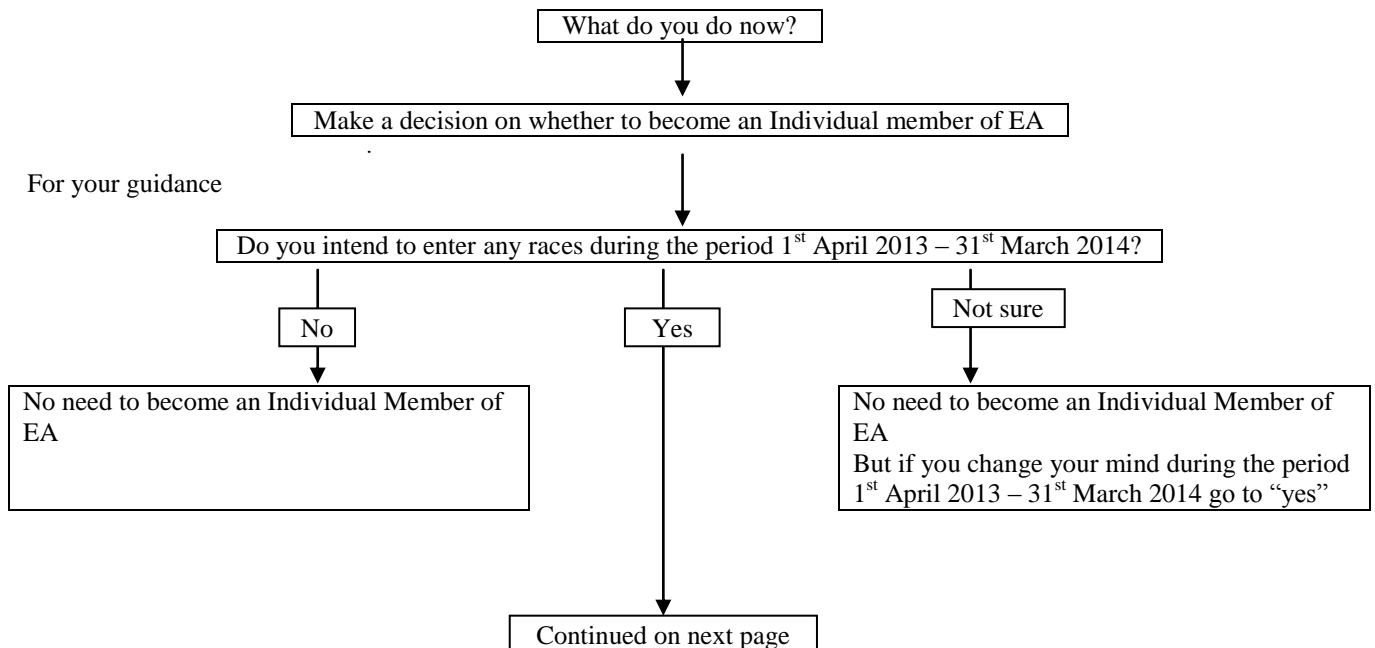 What do you do now?
Make a decision on whether to become an Individual member of EA
.
For your guidance
Do you intend to enter any races during the period 1st April 2013 – 31st March 2014?
No
Yes
Not sure
No need to become an Individual Member of
EA
No need to become an Individual Member of
EA
But if you change your mind during the period
1st April 2013 – 31st March 2014 go to “yes”
Continued on next page